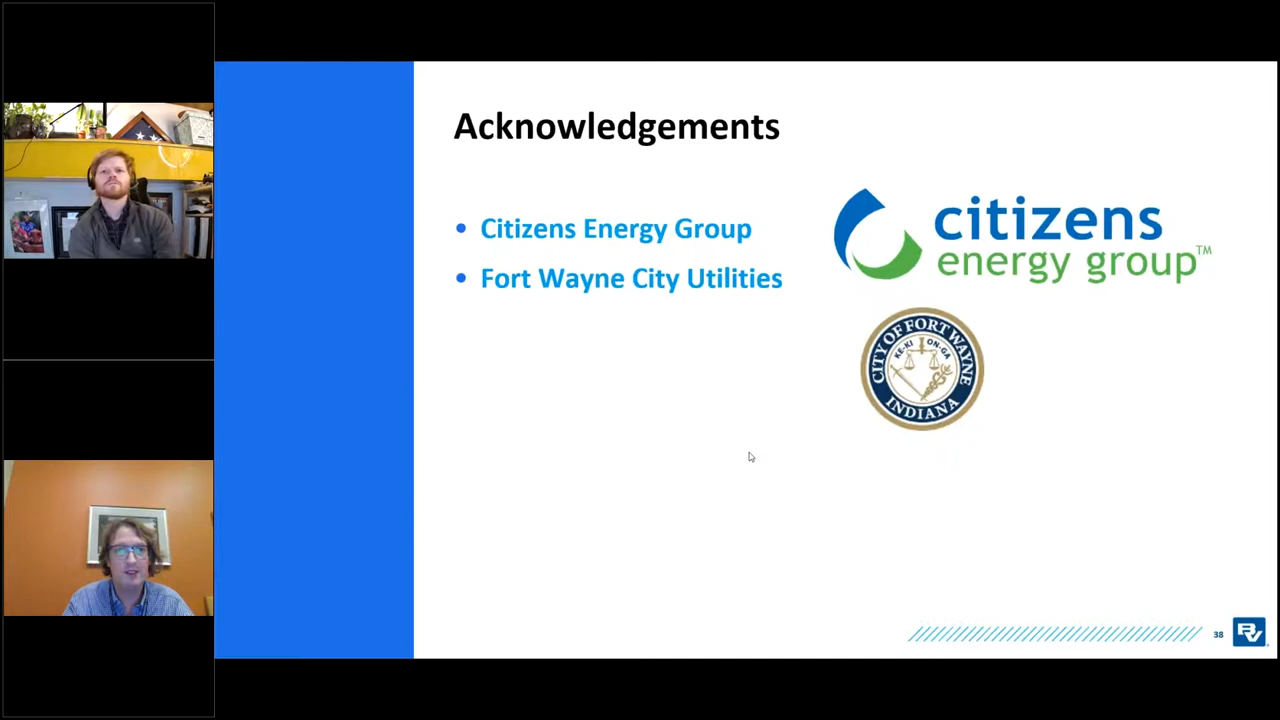 Acknowledgements
• Citizens Energy Group
• Fort Wayne City Utilities
citizens
energy group™
CITY OF FORT WAYNE
KE-KI ON-GA
INDIANA
38
BV